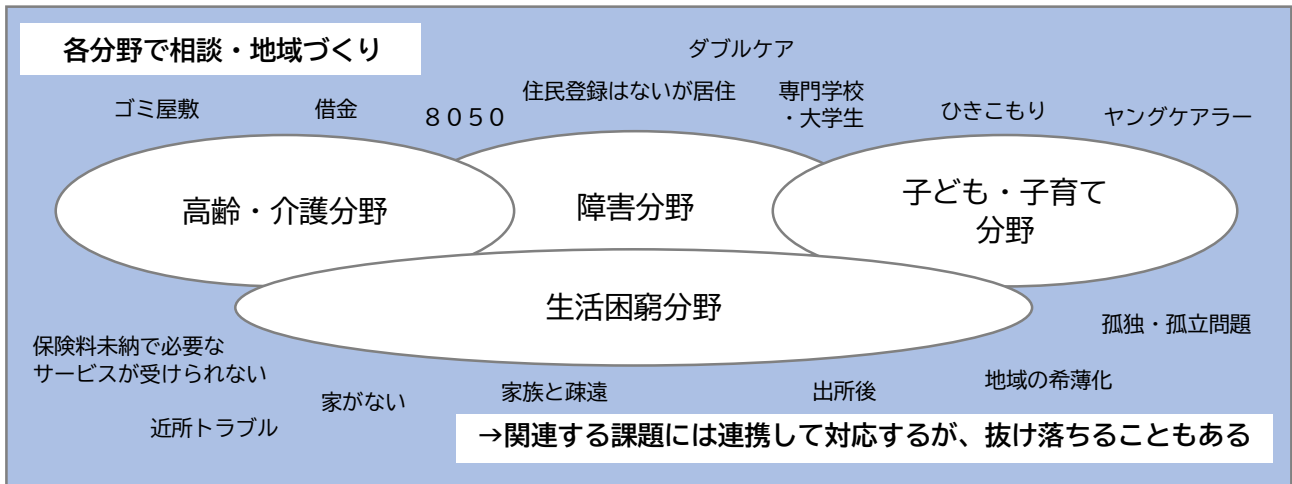 各分野で相談・地域づくり
ダブルケア
ゴミ屋敷
借金
８０５０
住民登録はないが居住
専門学校
・大学生
ひきこもり
ヤングケアラー
高齢・介護分野
障害分野
子ども・子育て
分野
生活困窮分野
孤独・孤立問題
保険料未納で必要な
サービスが受けられない
家がない
家族と疎遠
出所後
地域の希薄化
近所トラブル
→関連する課題には連携して対応するが、抜け落ちることもある